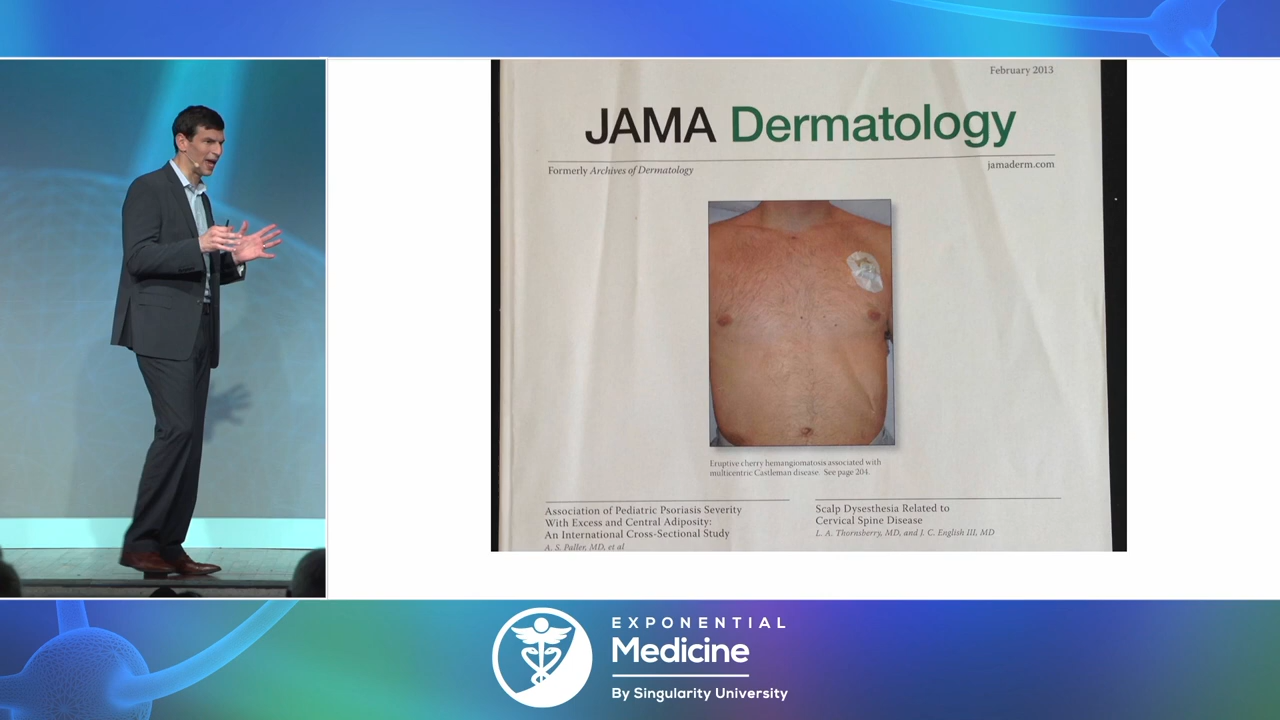 February 2013
JAMA Dermatology
Formerly Archives of Dermatology
jamaderm.com
Eruptive cherry hemangiomatosis associated with
multicentric Castleman disease. See page 204.
Association of Pediatric Psoriasis Severity
With Excess and Central Adiposity:
An International Cross-Sectional Study
A. S. Paller, MD, et al
Scalp Dysesthesia Related to
Cervical Spine Disease
L. A. Thornsberry, MD, and J. C. English III, MD
EXPONENTIAL
Medicine
By Singularity University